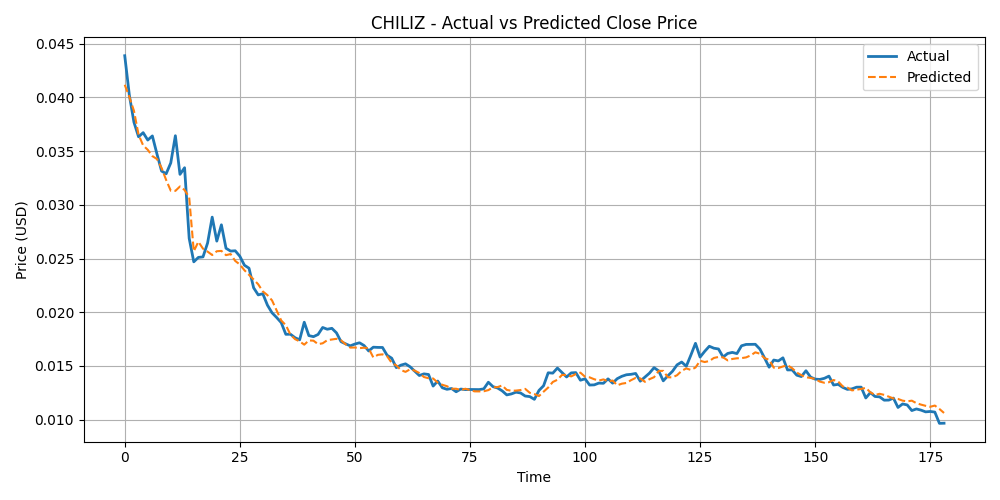 CHILIZ - Actual vs Predicted Close Price
Actual
Predicted
Price (USD)
0.045
0.040
0.035
0.030
0.025
0.020
0.015
0.010
0 25 50 75 100 125 150 175
Time